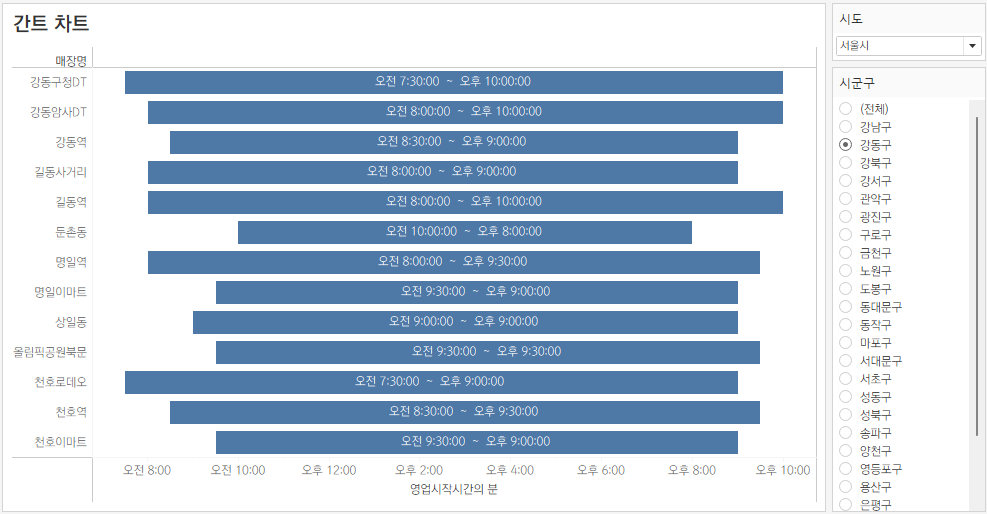 간트 차트
매장명
강동구청DT 오전 7:30:00 ~ 오후 10:00:00
강동암사DT 오전 8:00:00 ~ 오후 10:00:00
강동역 오전 8:30:00 ~ 오후 9:00:00
길동사거리 오전 8:00:00 ~ 오후 9:00:00
길동역 오전 8:00:00 ~ 오후 10:00:00
둔촌동 오전 10:00:00 ~ 오후 8:00:00
명일역 오전 8:00:00 ~ 오후 9:30:00
명일이마트 오전 9:30:00 ~ 오후 9:00:00
상일동 오전 9:00:00 ~ 오후 9:00:00
올림픽공원북문 오전 9:30:00 ~ 오후 9:30:00
천호로데오 오전 7:30:00 ~ 오후 9:00:00
천호역 오전 8:30:00 ~ 오후 9:30:00
천호이마트 오전 9:30:00 ~ 오후 9:00:00
오전 8:00 오전 10:00 오후 12:00 오후 2:00 오후 4:00 오후 6:00 오후 8:00 오후 10:00
영업시작시간의 분
시도
서울시
시군구
(전체)
강남구
강동구
강북구
강서구
관악구
광진구
구로구
금천구
노원구
도봉구
동대문구
동작구
마포구
서대문구
서초구
성동구
성북구
송파구
양천구
영등포구
용산구
은평구